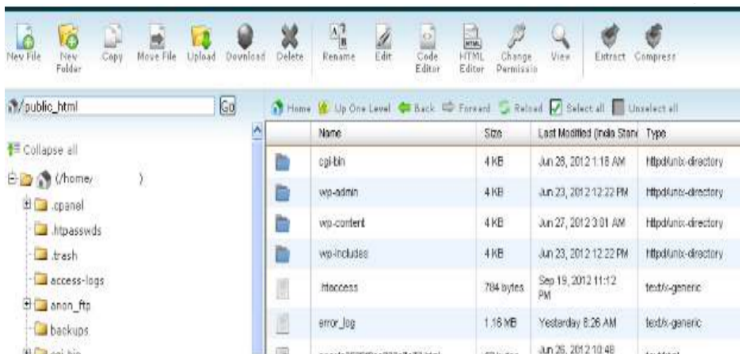 New File New Folder Copy Move File Upload Download Delete Rename Edit Code Editor HTML Editor Change Permissio View Extract Compress
/public_html Go
Home Up One Level Back Forward Reload Select all Unselect all
Collapse all
(/home/ )
.cpanel
.htpasswds
.trash
access-logs
anon_ftp
backups
cgi-bin
Name Size Last Modified (India Stan Type
cgi-bin 4 KB Jun 28, 2012 1:18 AM httpd/unix-directory
wp-admin 4 KB Jun 23, 2012 12:22 PM httpd/unix-directory
wp-content 4 KB Jun 27, 2012 3:01 AM httpd/unix-directory
wp-includes 4 KB Jun 23, 2012 12:22 PM httpd/unix-directory
.htaccess 784 bytes Sep 19, 2012 11:12 PM text/x-generic
error_log 1.16 MB Yesterday 8:26 AM text/x-generic
Jun 26, 2012 10:48